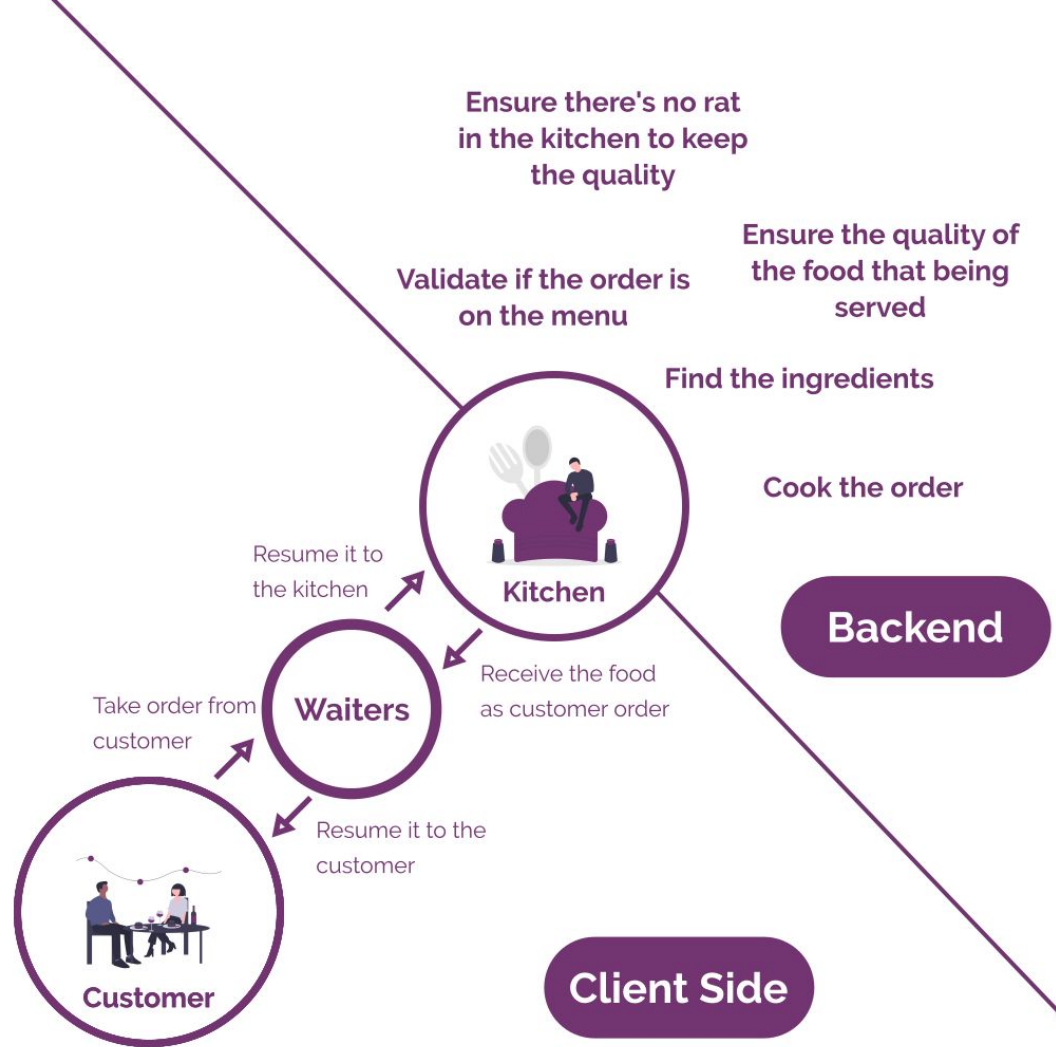 Ensure there's no rat
in the kitchen to keep
the quality
Ensure the quality of
the food that being
served
Validate if the order is
on the menu
Find the ingredients
Cook the order
Kitchen
Resume it to
the kitchen
Backend
Receive the food
as customer order
Waiters
Take order from
customer
Resume it to the
customer
Customer
Client Side